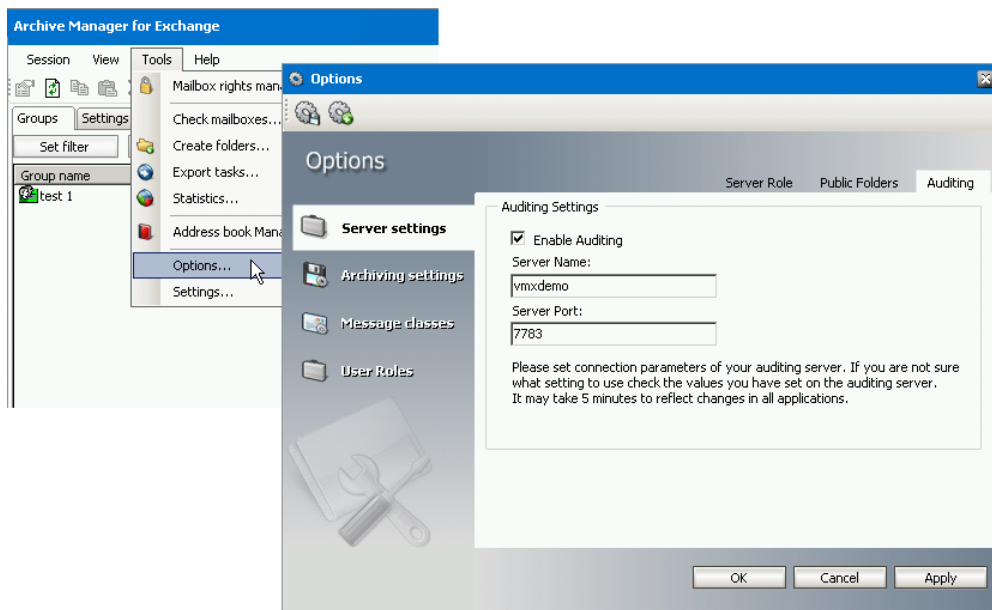 Archive Manager for Exchange
Session View Tools Help
Groups Settings
Set filter
Group name
test 1
Mailbox rights man
Check mailboxes...
Create folders...
Export tasks...
Statistics...
Address book Mana
Options...
Settings...
Options
Options
Server Role Public Folders Auditing
Server settings
Archiving settings
Message classes
User Roles
Auditing Settings
Enable Auditing
Server Name:
vmxdemo
Server Port:
7783
Please set connection parameters of your auditing server. If you are not sure
what setting to use check the values you have set on the auditing server.
It may take 5 minutes to reflect changes in all applications.
OK Cancel Apply